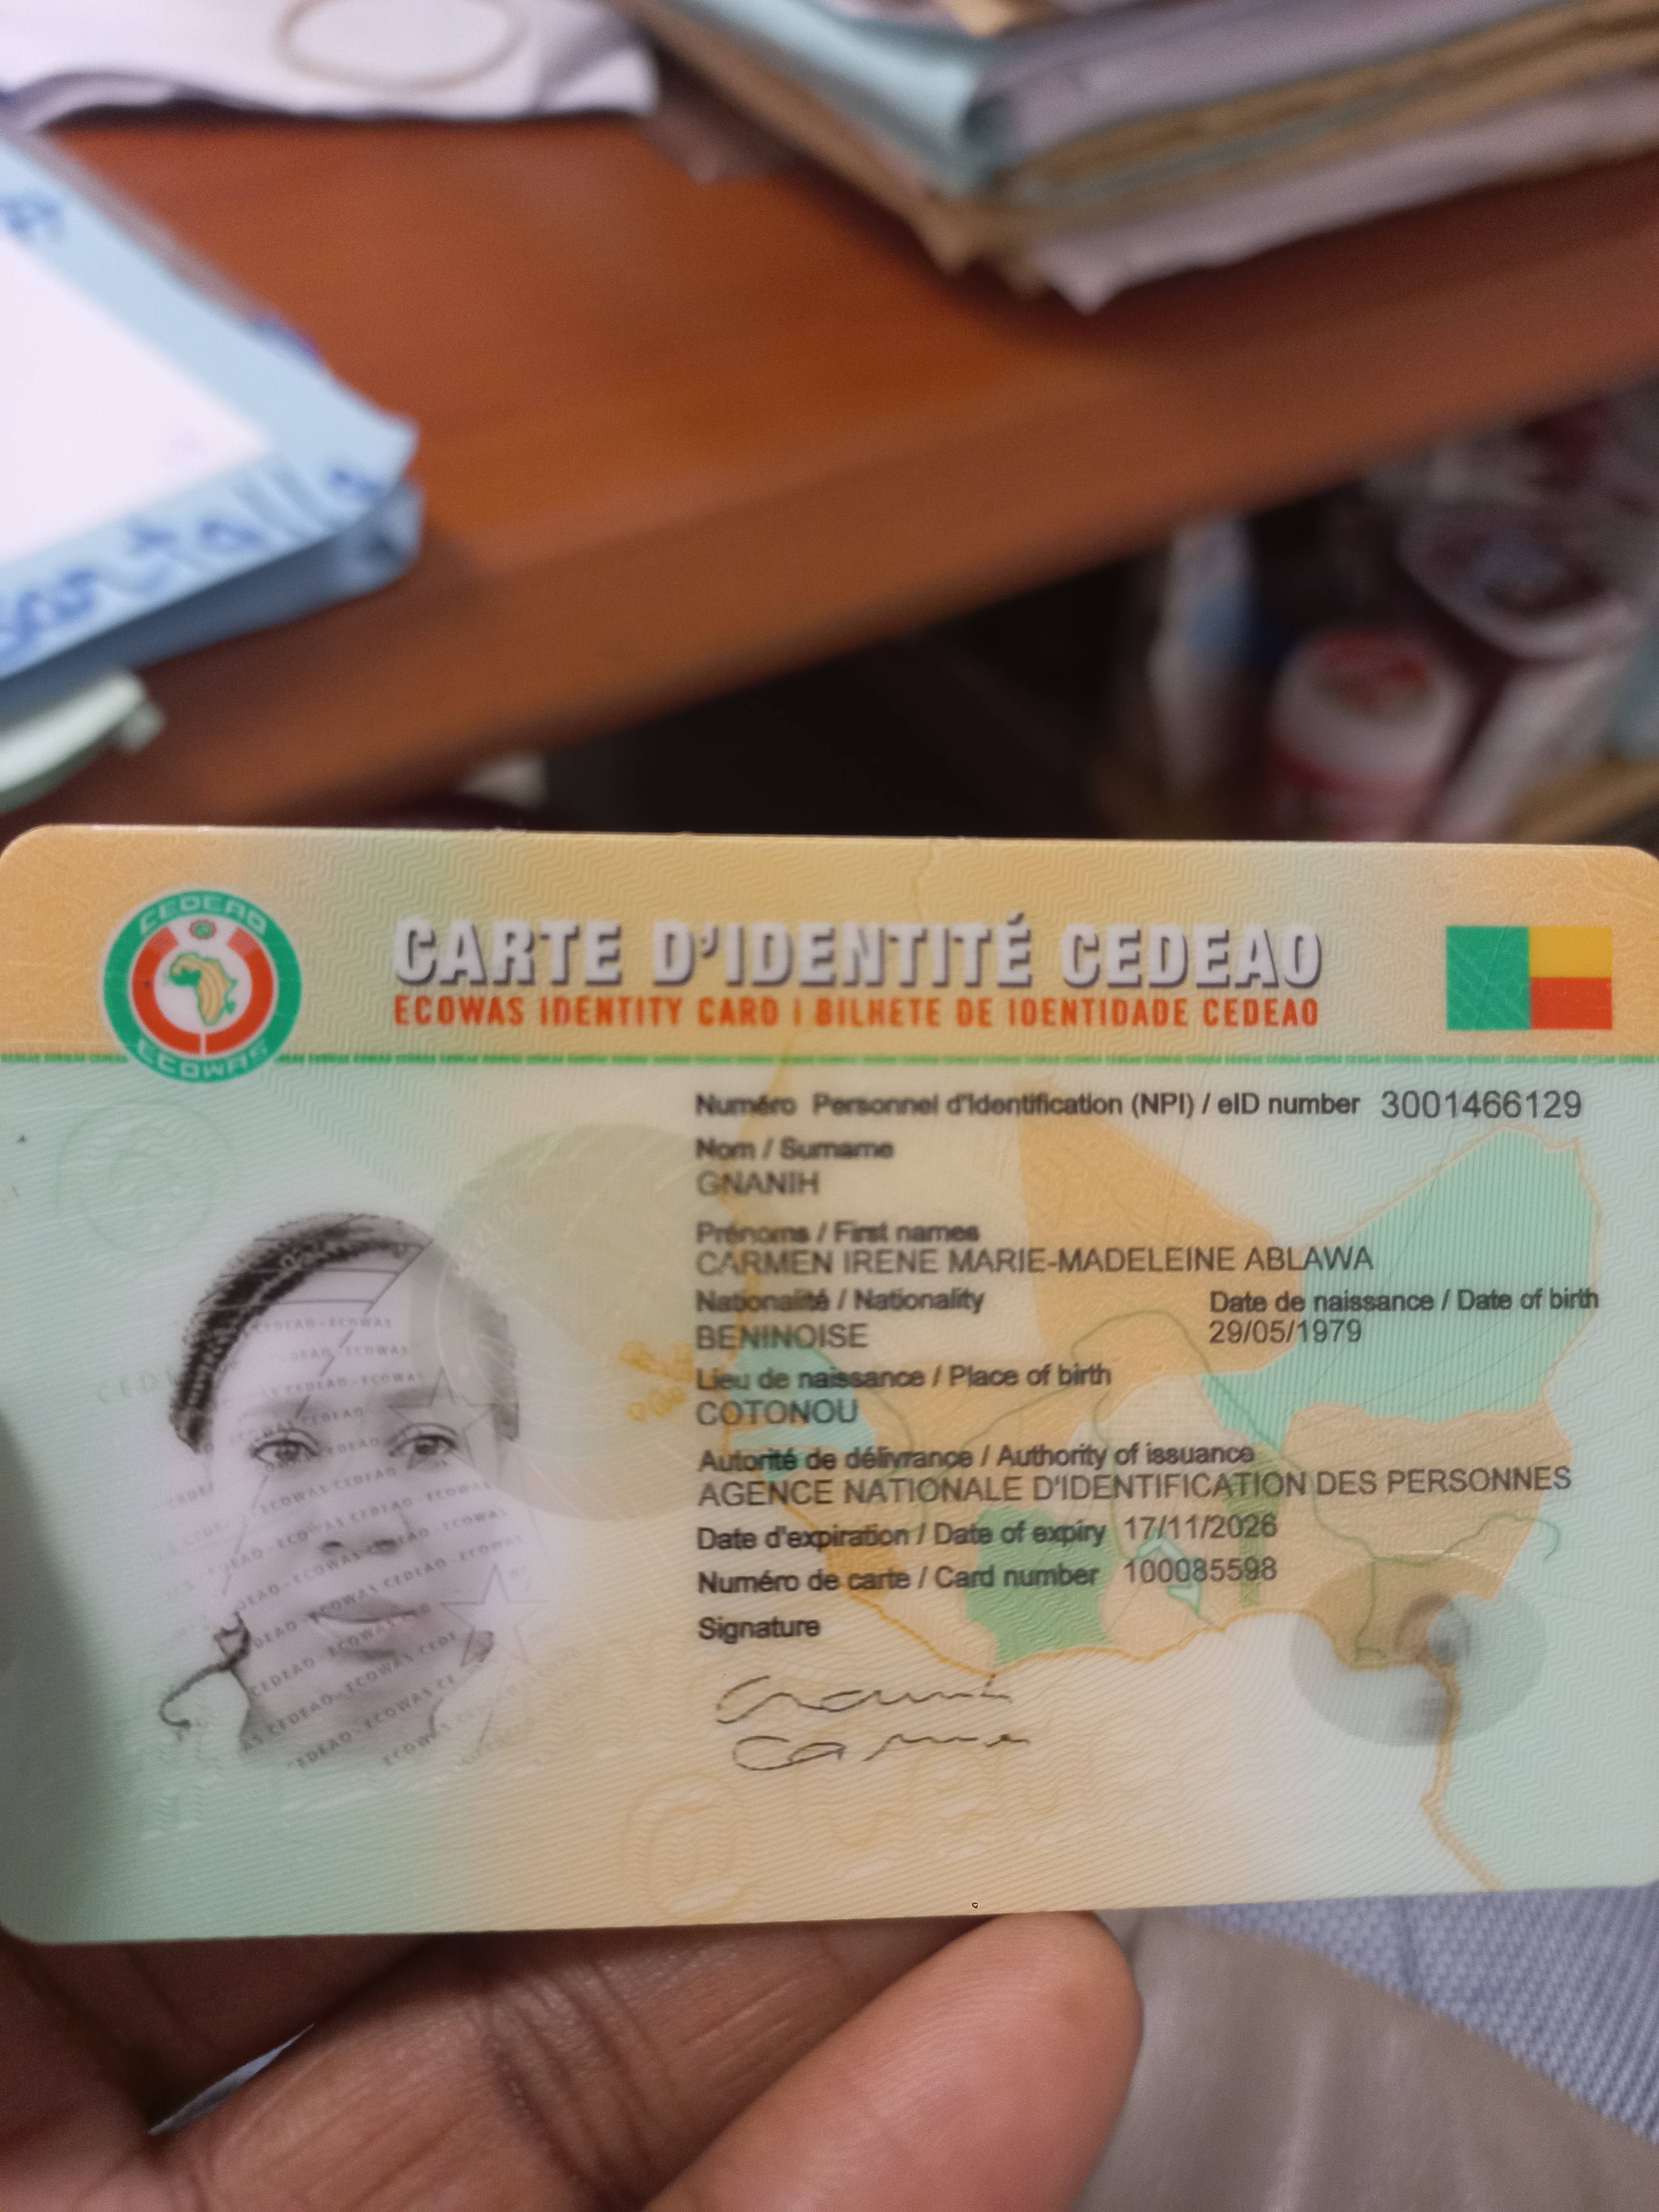 CEDEAO
ECOWAS
CARTE D'IDENTITÉ CEDEAO
ECOWAS IDENTITY CARD | BILHETE DE IDENTIDADE CEDEAO
Numéro Personnel d'Identification (NPI) / eID number 3001466129
Nom / Surname
GNANIH
Prénoms / First names
CARMEN IRENE MARIE-MADELEINE ABLAWA
Nationalité / Nationality Date de naissance / Date of birth
BENINOISE 29/05/1979
Lieu de naissance / Place of birth
COTONOU
Autorité de délivrance / Authority of issuance
AGENCE NATIONALE D'IDENTIFICATION DES PERSONNES
Date d'expiration / Date of expiry 17/11/2026
Numéro de carte / Card number 100085598
Signature